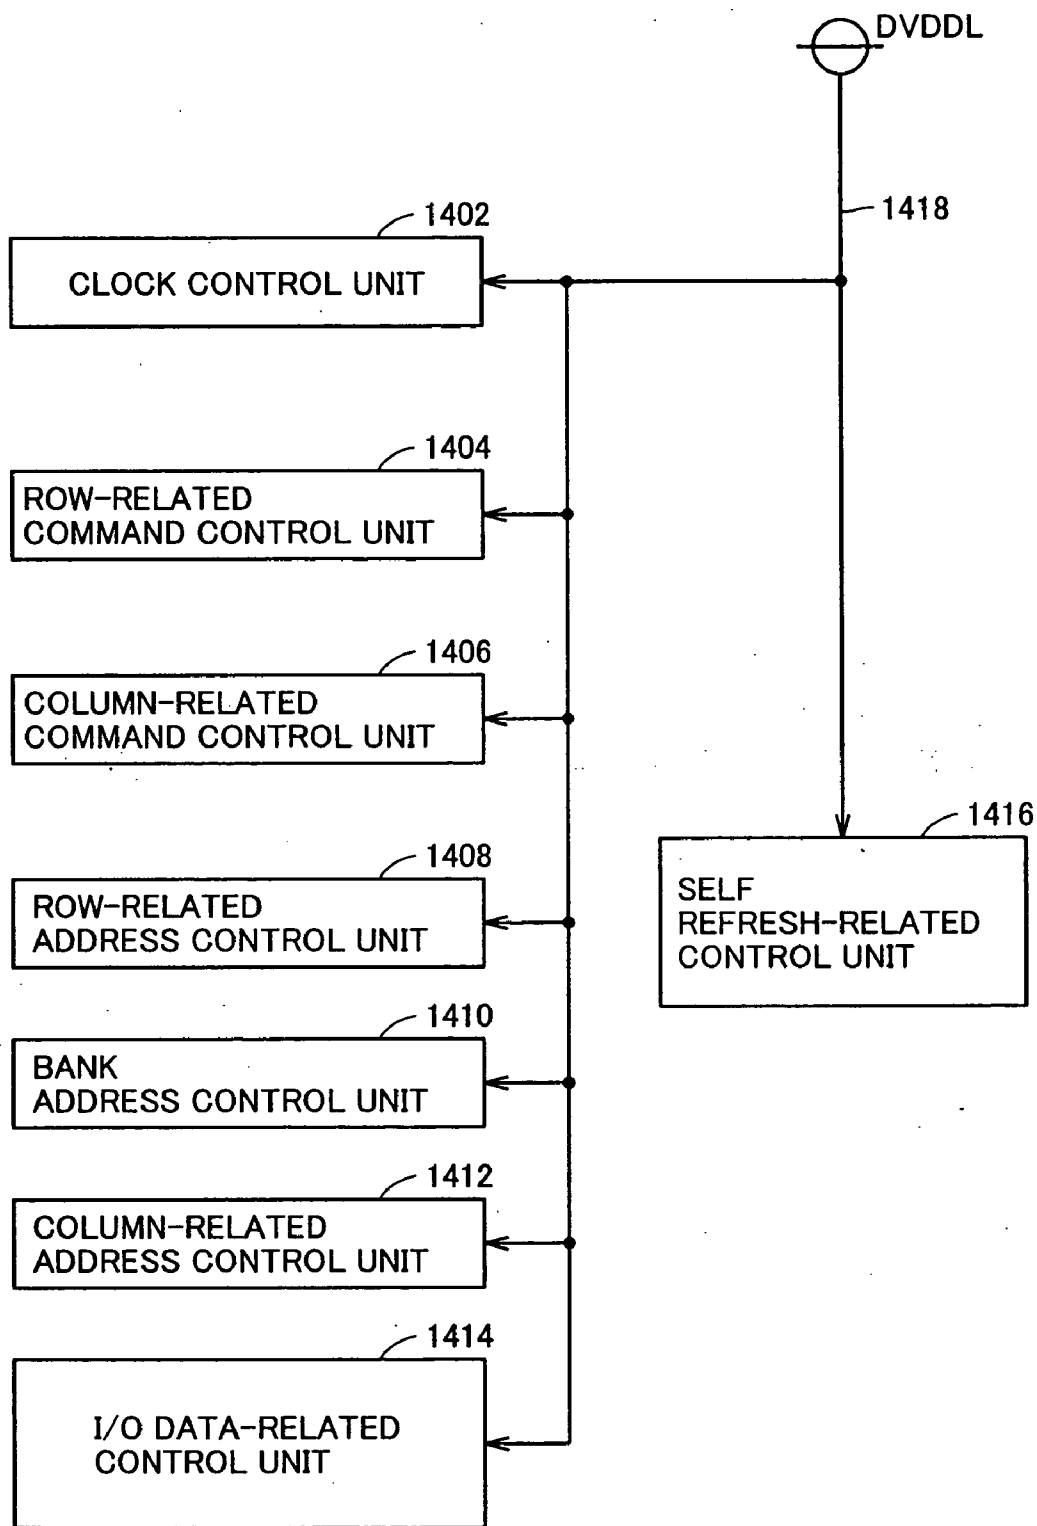 DVDDL
1418
1402
CLOCK CONTROL UNIT
1404
ROW-RELATED
COMMAND CONTROL UNIT
1406
COLUMN-RELATED
COMMAND CONTROL UNIT
1416
SELF
REFRESH-RELATED
CONTROL UNIT
1408
ROW-RELATED
ADDRESS CONTROL UNIT
1410
BANK
ADDRESS CONTROL UNIT
1412
COLUMN-RELATED
ADDRESS CONTROL UNIT
1414
I/O DATA-RELATED
CONTROL UNIT